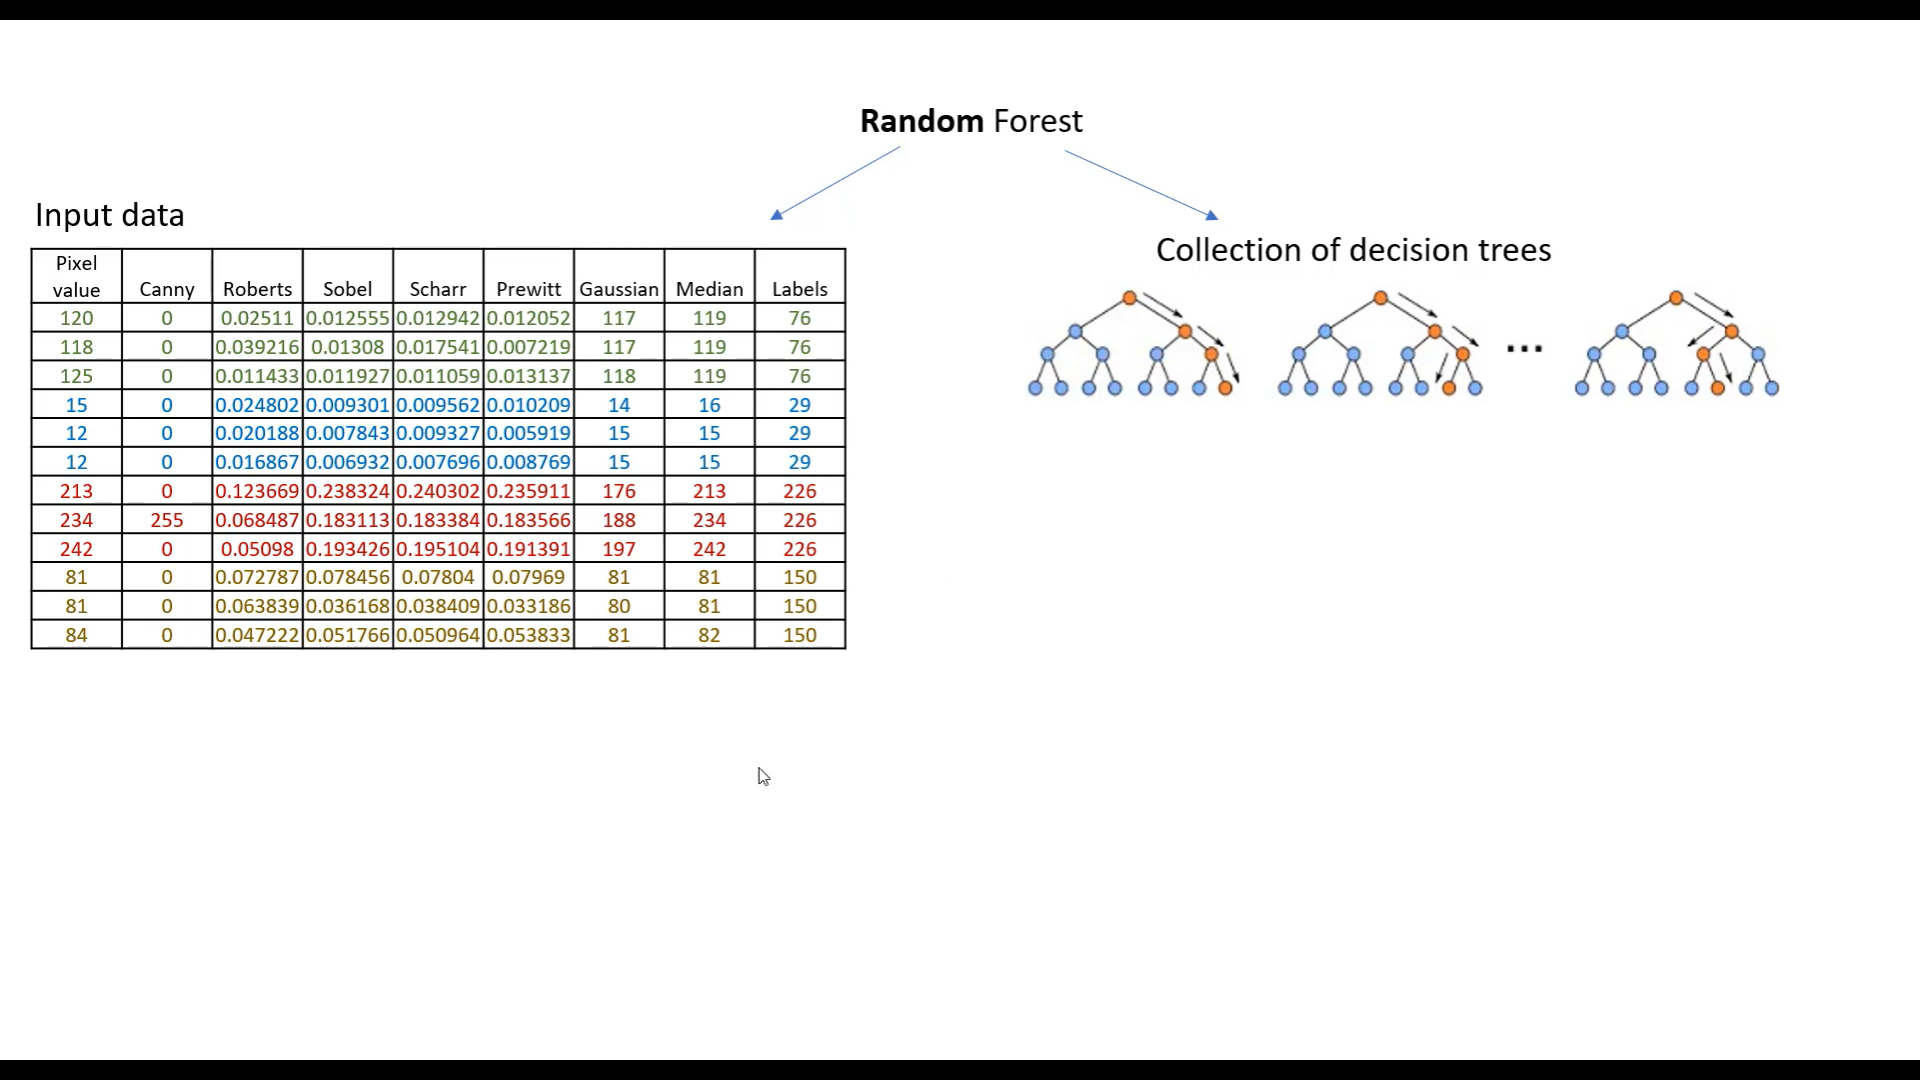 Random Forest
Input data
Collection of decision trees
Pixel value Canny Roberts Sobel Scharr Prewitt Gaussian Median Labels
120 0 0.02511 0.012555 0.012942 0.012052 117 119 76
118 0 0.039216 0.01308 0.017541 0.007219 117 119 76
125 0 0.011433 0.011927 0.011059 0.013137 118 119 76
15 0 0.024802 0.009301 0.009562 0.010209 14 16 29
12 0 0.020188 0.007843 0.009327 0.005919 15 15 29
12 0 0.016867 0.006932 0.007696 0.008769 15 15 29
213 0 0.123669 0.238324 0.240302 0.235911 176 213 226
234 255 0.068487 0.183113 0.183384 0.183566 188 234 226
242 0 0.05098 0.193426 0.195104 0.191391 197 242 226
81 0 0.072787 0.078456 0.07804 0.07969 81 81 150
81 0 0.063839 0.036168 0.038409 0.033186 80 81 150
84 0 0.047222 0.051766 0.050964 0.053833 81 82 150
...